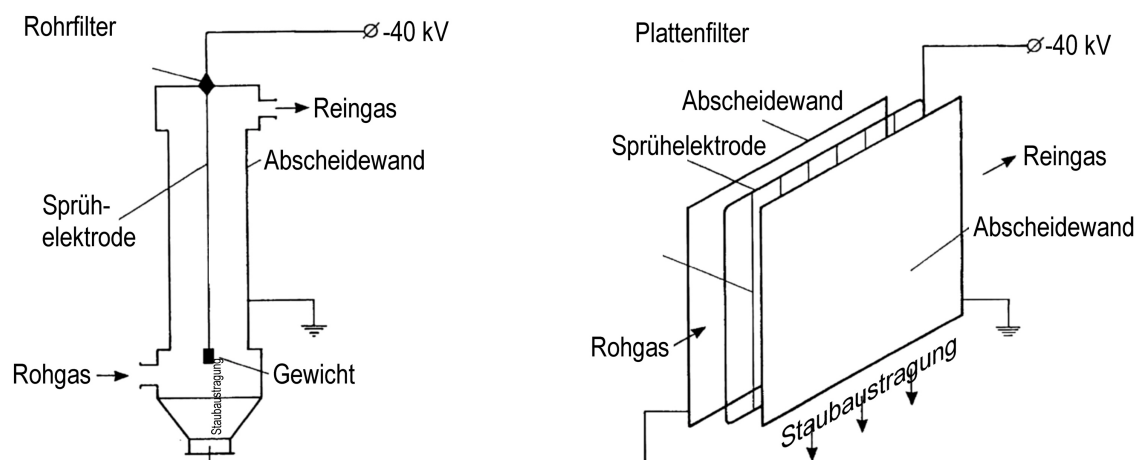 Rohrfilter
-40 kV
Reingas
Abscheidewand
Sprüh-
elektrode
Rohgas
Gewicht
Staubaustragung
Plattenfilter
-40 kV
Abscheidewand
Sprühelektrode
Reingas
Abscheidewand
Rohgas
Staubaustragung